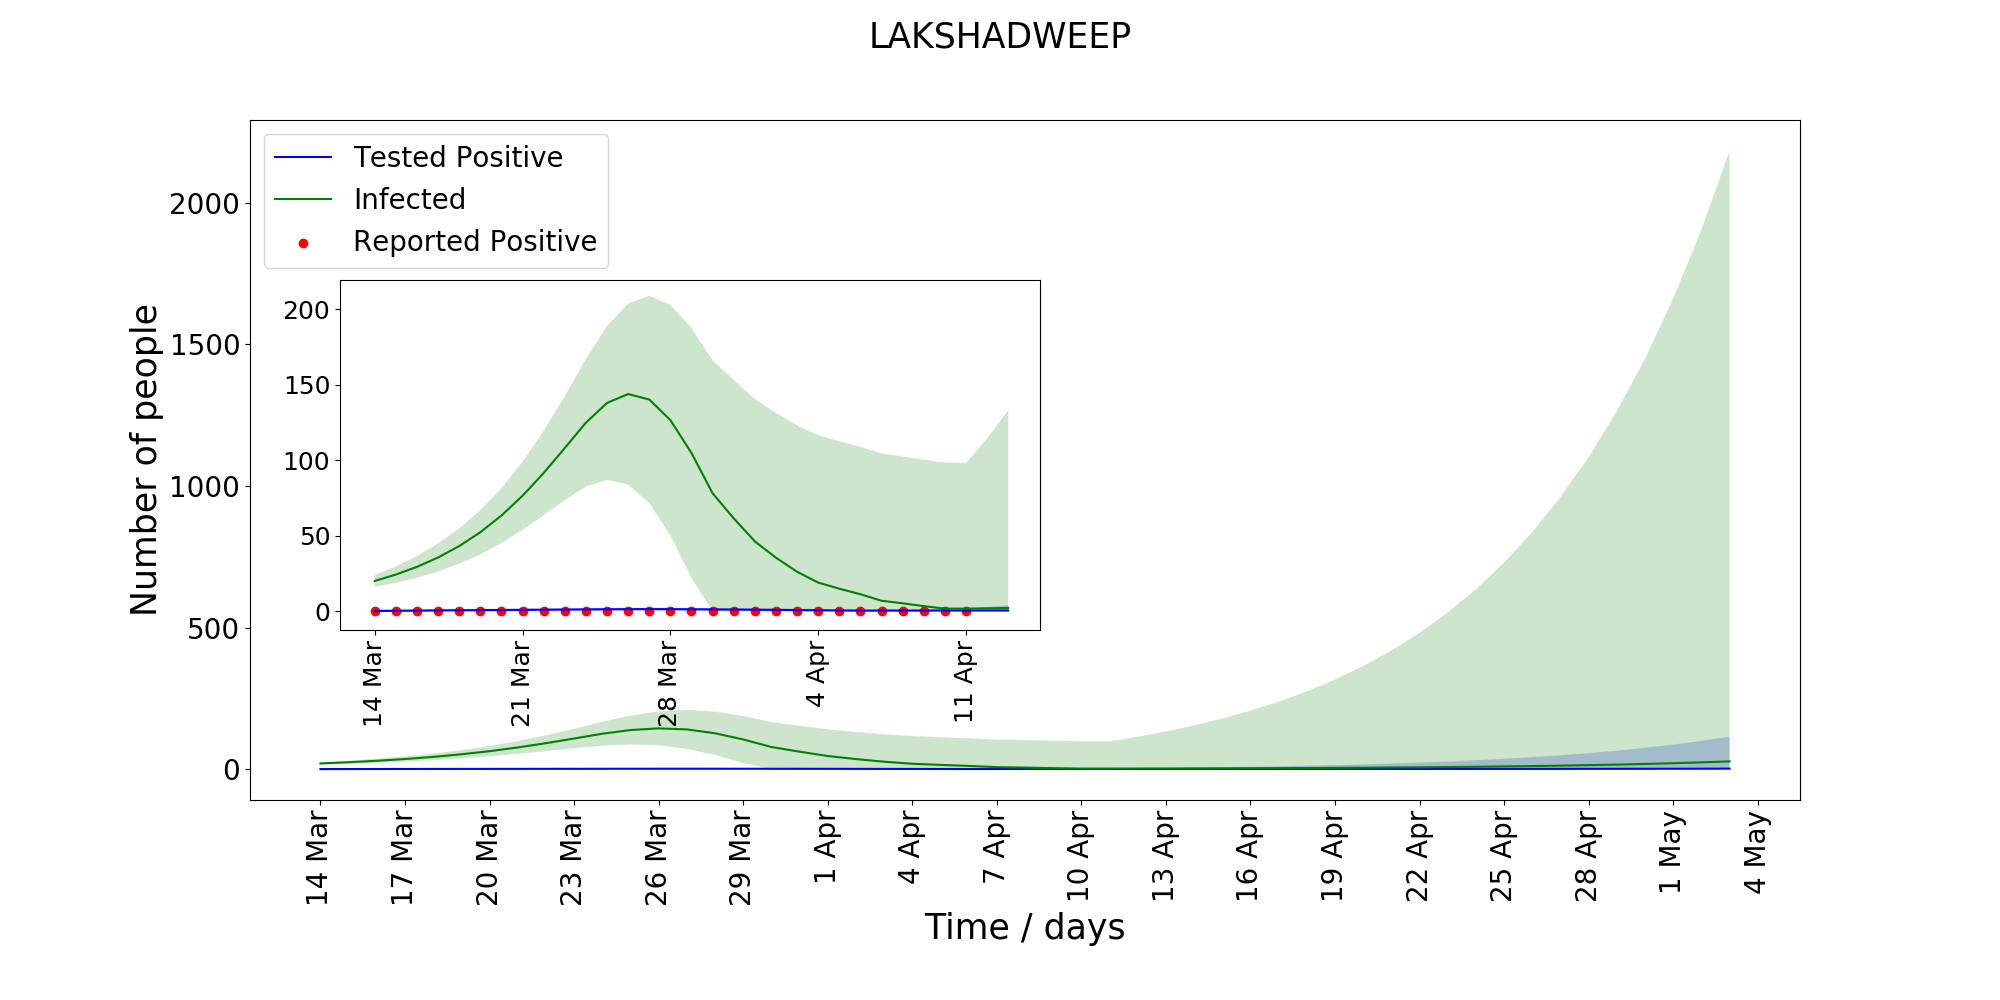 LAKSHADWEEP
Tested Positive
Infected
Reported Positive
Number of people
2000
1500
1000
500
0
200
150
100
50
0
14 Mar
21 Mar
28 Mar
4 Apr
11 Apr
14 Mar
17 Mar
20 Mar
23 Mar
26 Mar
29 Mar
1 Apr
4 Apr
7 Apr
10 Apr
13 Apr
16 Apr
19 Apr
22 Apr
25 Apr
28 Apr
1 May
4 May
Time / days